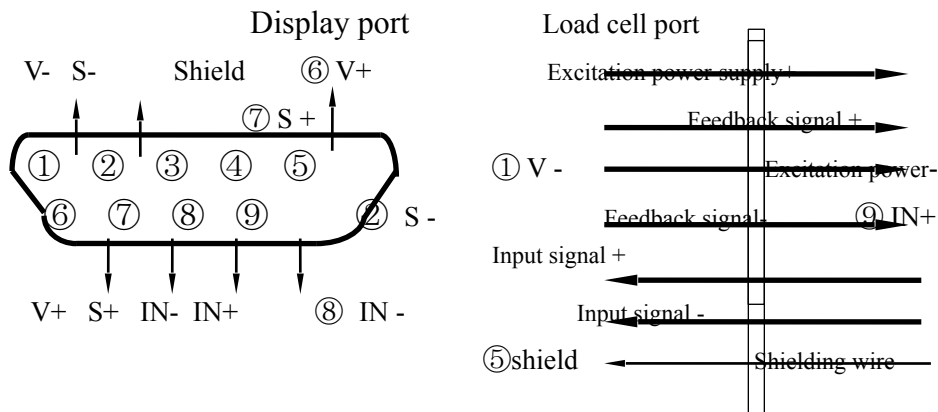 Display port
Load cell port
V- S- Shield ⑥ V+
⑦ S +
① ② ③ ④ ⑤
⑥ ⑦ ⑧ ⑨ ② S -
V+ S+ IN- IN+ ⑧ IN -
Excitation power supply+
Feedback signal +
① V - Excitation power-
Feedback signal- ⑨ IN+
Input signal +
Input signal -
⑤shield Shielding wire